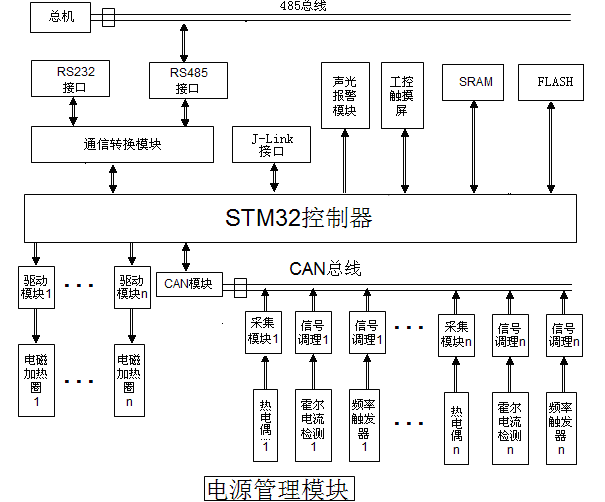 总机
485总线
RS232
接口
RS485
接口
声光
报警
模块
工控
触摸
屏
SRAM
FLASH
通信转换模块
J-Link
接口
STM32控制器
驱动
模块1
...
驱动
模块n
CAN模块
CAN总线
采集
模块1
信号
调理1
信号
调理1
...
采集
模块n
信号
调理n
信号
调理n
电磁
加热
圈
1
...
电磁
加热
圈
n
热
电
偶
1
霍尔
电流
检测
1
频率
触发
器
1
...
热
电
偶
n
霍尔
电流
检测
n
频率
触发
器n
电源管理模块